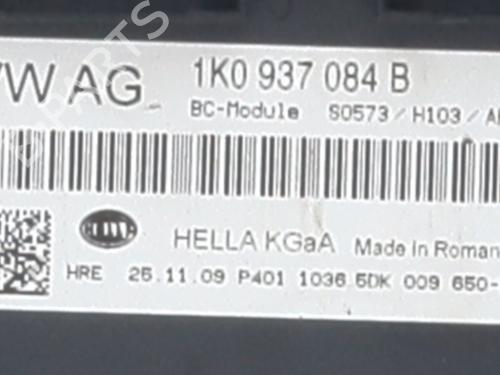 VW AG 1K0 937 084 B
BC-Module S0573/H103/A
HELLA KGaA Made in Roman
HRE 25.11.09 P401 1036 5DK 009 650-
PARTS